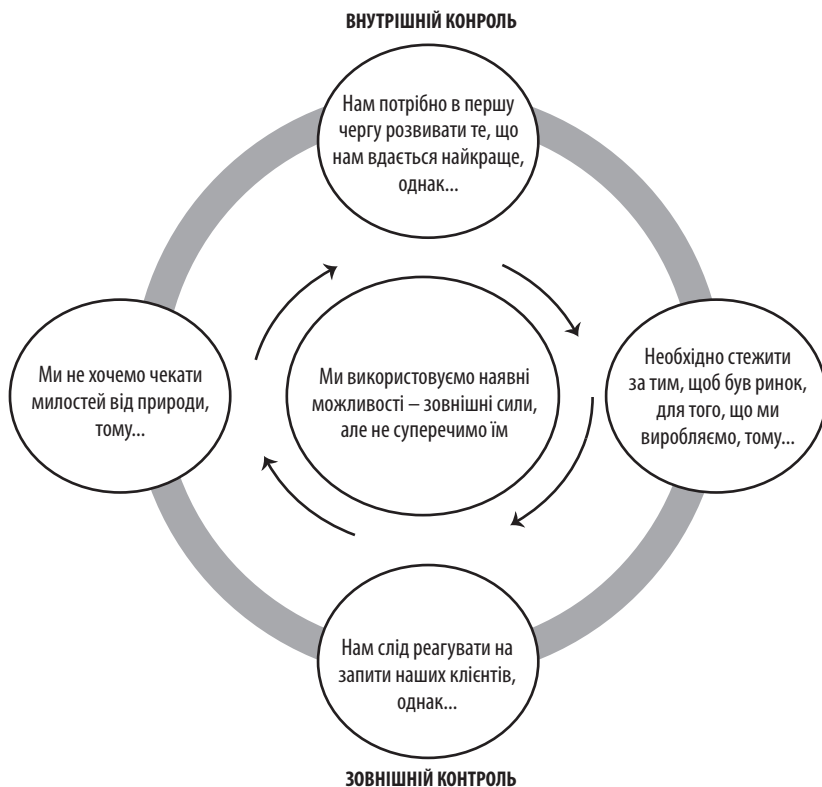 ВНУТРІШНІЙ КОНРОЛЬ
Нам потрібно в першу
чергу розвивати те, що
нам вдається найкраще,
однак...
Ми не хочемо чекати
милостей від природи,
тому...
Ми використовуємо наявні
можливості – зовнішні сили,
але не суперечимо їм
Необхідно стежити
за тим, щоб був ринок,
для того, що ми
виробляємо, тому...
Нам слід реагувати на
запити наших клієнтів,
однак...
ЗОВНІШНІЙ КОНТРОЛЬ